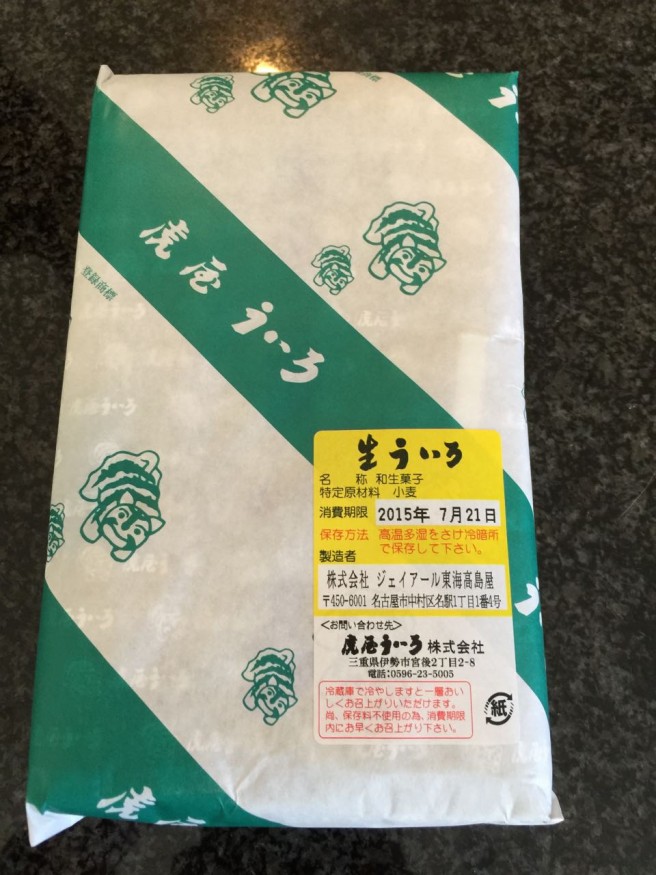 虎屋 ういろ
登録商標
生ういろ
名　　称　和生菓子
特定原材料　小麦
消費期限 2015年 7月21日
保存方法　高温多湿をさけ冷暗所
で保存して下さい。
製造者
株式会社 ジェイアール東海高島屋
〒450-6001 名古屋市中村区名駅1丁目1番4号
<お問い合わせ先>
虎屋ういろ 株式会社
三重県伊勢市宮後2丁目2-8
電話:0596-23-5005
冷蔵庫で冷やしますと一層おい
しくお召上がりいただけます。
尚、保存料不使用の為、消費期限
内にお早くお召上がり下さい。
紙
虎屋